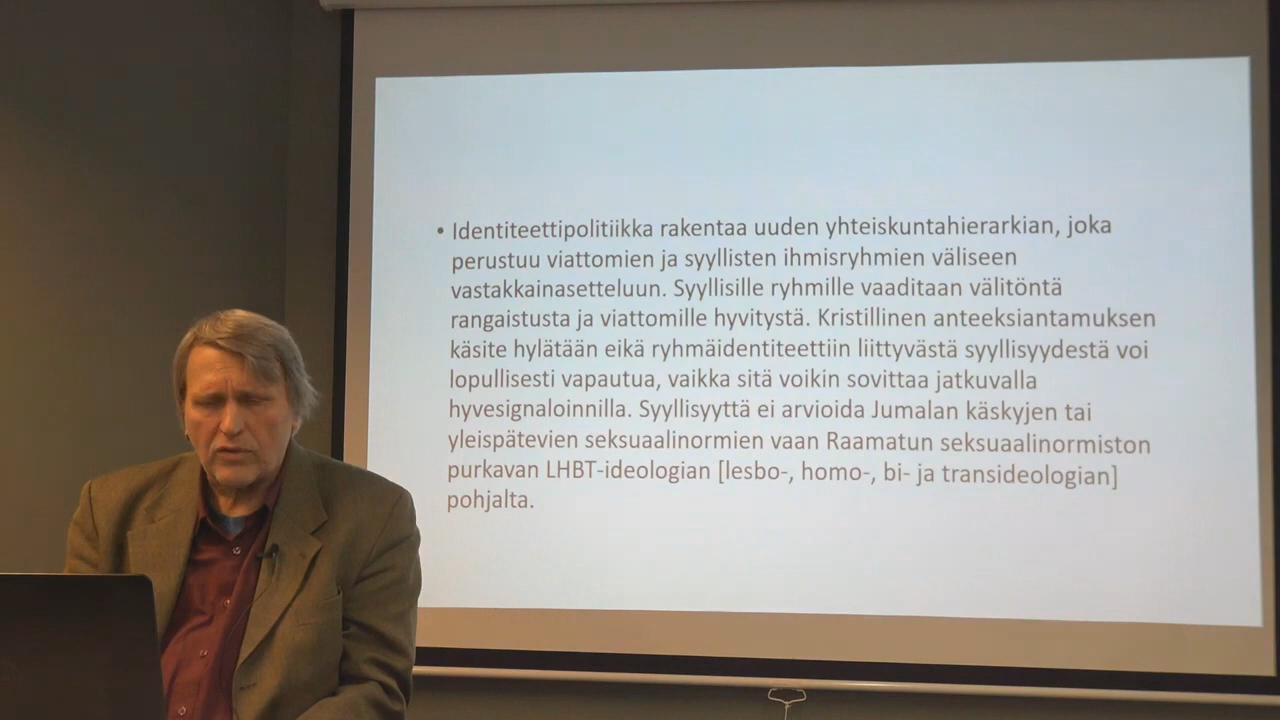 • Identiteettipolitiikka rakentaa uuden yhteiskuntahierarkian, joka
perustuu viattomien ja syyllisten ihmisryhmien väliseen
vastakkainasetteluun. Syyllisille ryhmille vaaditaan välitöntä
rangaistusta ja viattomille hyvitystä. Kristillinen anteeksiantamuksen
käsite hylätään eikä ryhmäidentiteettiin liittyvästä syyllisyydestä voi
lopullisesti vapautua, vaikka sitä voikin sovittaa jatkuvalla
hyvesignaloinnilla. Syyllisyyttä ei arvioida Jumalan käskyjen tai
yleispätevien seksuaalinormien vaan Raamatun seksuaalinormiston
purkavan LHBT-ideologian [lesbo-, homo-, bi- ja transideologian]
pohjalta.